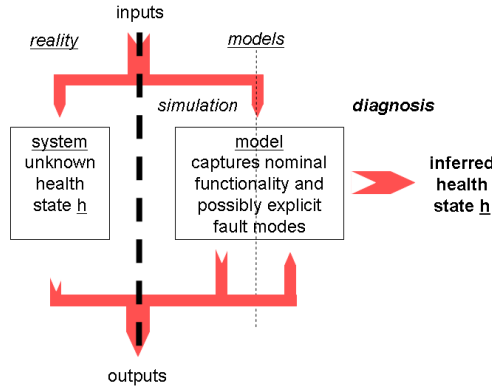 inputs
reality
models
simulation
diagnosis
system
unknown
health
state h
model
captures nominal
functionality and
possibly explicit
fault modes
inferred
health
state h
outputs